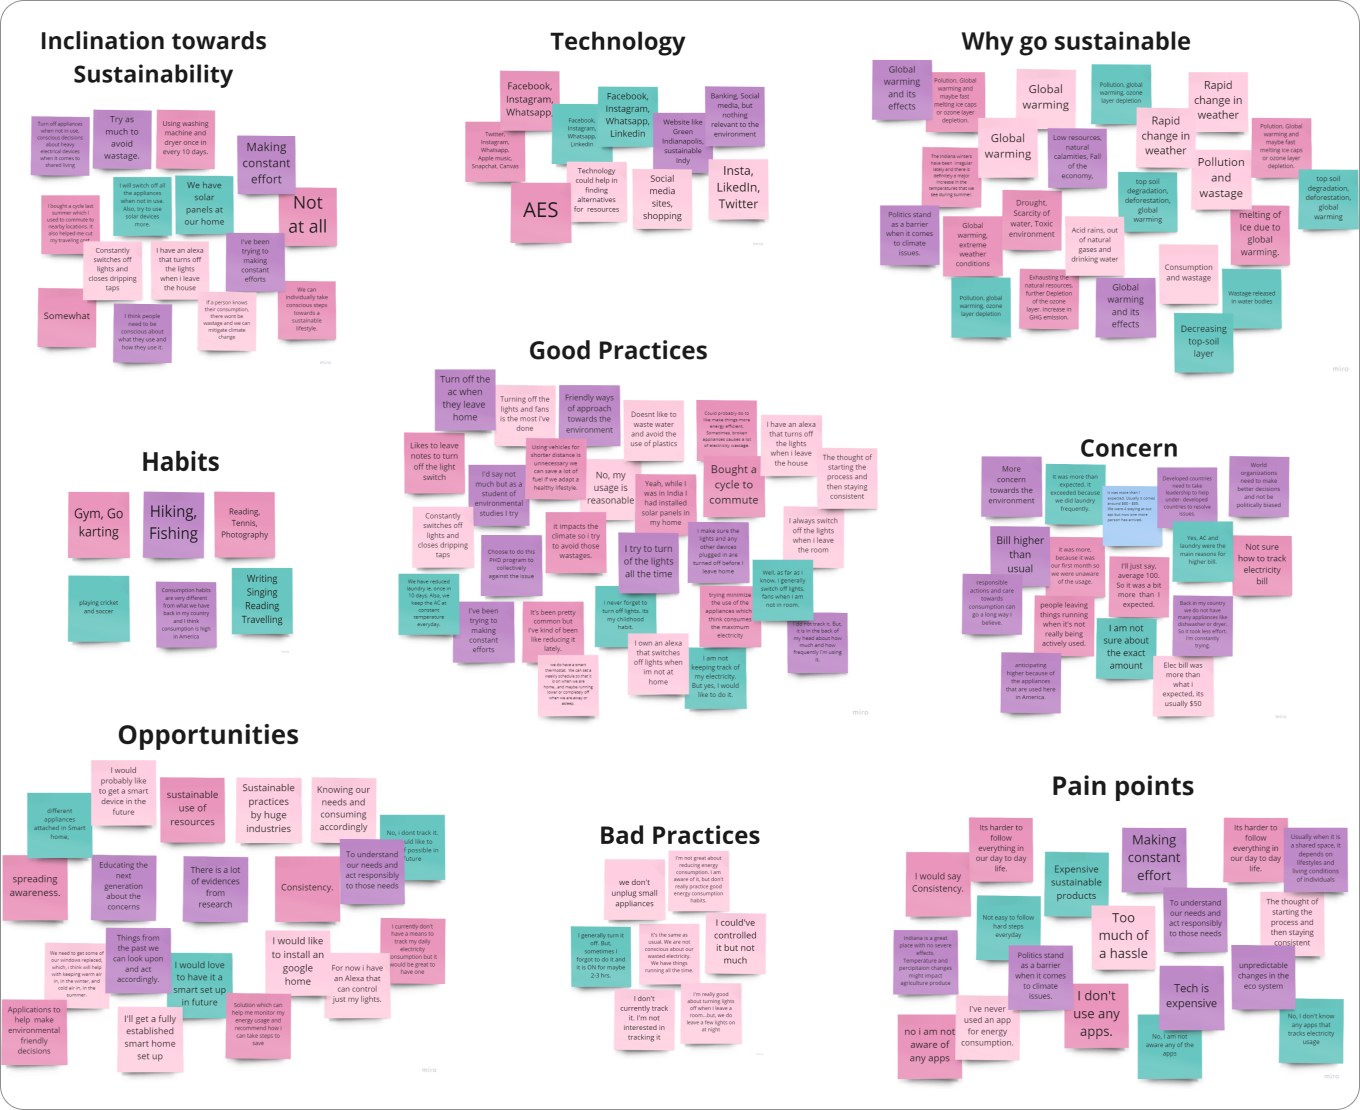 Inclination towards
Sustainability
Turn off appliances
when not in use.
conscious decisions
about heavy
electrical devices
when it comes to
shared living
Try as
much to
avoid
wastage.
Using washing
machine and
dryer once in
every 10 days.
Making
constant
effort
I bought a cycle last
summer which I
used to commute to
nearby locations. It
also helped me cut
my traveling cost
I will switch off all
the appliances
when not in use.
Also, try to use
solar devices
more.
We have
solar
panels at
our home
Not
at all
Constantly
switches off
lights and
closes dripping
taps
I have an alexa
that turns off
the lights
when I leave
the house
I've been
trying to
making
constant
efforts
Somewhat
I think people
need to be
conscious about
what they use and
how they use it.
If a person knows
their consumption,
there wont be
wastage and we can
mitigate climate
change
We can
individually take
conscious steps
towards a
sustainable
lifestyle.
miro
Technology
Facebook,
Instagram,
Whatsapp,
Twitter,
Instagram,
Whatsapp,
Apple music,
Snapchat, Canvas
Facebook,
Instagram,
Whatsapp,
Linkedin
Facebook,
Instagram,
Whatsapp,
Linkedin
Website like
Green
Indianapolis,
sustainable
indy
Banking, Social
media, but
nothing
relevant to the
environment
AES
Technology
could help in
finding
alternatives
for resources
Social
media
sites,
shopping
Insta,
LikedIn,
Twitter
miro
Why go sustainable
Global
warming
and its
effects
Polution, Global
warming and
maybe fast
melting ice caps
or ozone layer
depletion.
Global
warming
Pollution, global
warming, ozone
layer depletion
Rapid
change in
weather
The Indiana winters
have been irregular
lately and there is
definitely a major
increase in the
temperatures that we
see during summer.
Global
warming
Low resources,
natural
calamities, Fall
of the
economy,
Rapid
change in
weather
Pollution
and
wastage
Polution, Global
warming and
maybe fast
melting ice caps
or ozone layer
depletion.
top soil
degradation,
deforestation,
global
warming
Politics stand
as a barrier
when it comes
to climate
issues.
Global
warming,
extreme
weather
conditions
Drought,
Scarcity of
water, Toxic
environment
Acid rains, out
of natural
gases and
drinking water
top soil
degradation,
deforestation,
global
warming
melting of
Ice due to
global
warming.
Pollution, global
warming, ozone
layer depletion
Exhausting the
natural resources.
further Depletion
of the ozone
layer. Increase in
GHG emission.
Global
warming
and its
effects
Consumption
and wastage
Wastage released
in water bodies
Decreasing
top-soil
layer
miro
Good Practices
Turn off the
ac when
they leave
home
Turning off the
lights and fans
is the most i've
done
Friendly ways
of approach
towards the
environment
Doesnt like to
waste water
and avoid the
use of plastics
Could probably do to
like make things more
energy efficient.
Sometimes, broken
appliances causes a lot
of electricity wastage.
I have an alexa
that turns off
the lights
when i leave
the house
The thought of
starting the
process and
then staying
consistent
Likes to leave
notes to turn
off the light
switch
I'd say not
much but as a
student of
environmental
studies I try
Using vehicles for
shorter distance is
unnecessary we
can save a lot of
fuel if we adapt a
healthy lifestyle.
No, my
usage is
reasonable
Yeah, while I
was in India I
had installed
solar panels in
my home
Bought a
cycle to
commute
Constantly
switches off
lights and
closes dripping
taps
Choose to do this
PHD program to
collectively
against the issue
It impacts the
climate so i try
to avoid those
wastages.
I try to turn
of the lights
all the time
I make sure the
lights and any
other devices
plugged in are
turned off before I
leave home
I always switch
off the lights
when i leave
the room
We have reduced
laundry as once in
10 days. Also, we
keep the AC at
constant
temperature
everyday.
I've been
trying to
making
constant
efforts
It's been pretty
common but
I've kind of been
like reducing it
lately.
I never forget to
turn off lights.
its my childhood
habit.
trying minimize
the use of the
appliances which
think consumes
the maximum
electricity
Well. as far as I
know, I generally
switch off lights,
fans when I am
not in room.
I do not track it. But,
it is in the back of
my head about how
much and how
frequently I'm using
it.
we do have a smart
thermostat. We can set a
weekly schedule so that it
is on when we are
home, and maybe running
lower or completely off
when we are away or
asleep.
I own an alexa
that switches
off lights when
im not at
home
I am not
keeping track of
my electricity.
But yes, I would
like to do it.
miro
Habits
Gym, Go
karting
Hiking,
Fishing
Reading,
Tennis,
Photography
playing cricket
and soccer
Consumption habits
are very different
from what we have
back in my country
and I think
consumption is high
in America
Writing
Singing
Reading
Travelling
Concern
More
concern
towards the
environment
It was more than
expected. It
exceeded because
we did laundry
frequently.
Developed countries
need to take
leadership to help
under-developed
countries to resolve
issues.
World
organizations
need to make
better decisions
and not be
politically biased
Bill higher
than
usual
It was more,
because it was
our first month so
we were unaware
of the usage.
I'll just say,
average 100.
So it was a bit
more than I
expected.
Yes, AC and
laundry were the
main reasons for
higher bill.
Not sure
how to track
electricity
bill
responsible
actions and care
towards
consumption can
go a long way I
believe.
people leaving
things running
when it's not
really being
actively used.
I am not
sure about
the exact
amount
Back in my country
we do not have
many appliances like
dishwasher or dryer.
So it took less effort.
I'm constantly
trying.
anticipating
higher because of
the appliances
that are used here
in America.
Elec bill was
more than
what i
expected, its
usually $50
miro
Opportunities
different
appliances
attached in Smart
home,
I would
probably like
to get a smart
device in the
future
sustainable
use of
resources
Sustainable
practices
by huge
industries
Knowing our
needs and
consuming
accordingly
No, i dont track it.
possible in
future
spreading
awareness.
Educating the
next
generation
about the
concerns
There is a lot
of evidences
from
research
Consistency.
To understand
our needs and
act responsibly
to those needs
We need to get some of
our windows replaced,
which, I think will help
with keeping warm air
in, in the winter, and
cold air in, in the
summer.
Things from
the past we
can look upon
and act
accordingly.
I would love
to have it a
smart set up
in future
I would like
to install an
google
home
For now i have
an Alexa that
can control
just my lights.
I currently don't
have a means to
track my daily
electricity
consumption but it
would be great to
have one
Applications to
help make
environmental
friendly
decisions
I'll get a fully
established
smart home
set up
Solution which can
help me monitor my
energy usage and
recommend how i
can take steps to
save
miro
Bad Practices
we don't
unplug small
appliances
I'm not great about
reducing energy
consumption. I am
aware of it, but don't
really practice good
energy consumption
habits.
I generally turn it
off. But,
sometimes I
forgot to do it and
it is ON for maybe
2-3 hrs.
It's the same as
usual. We are not
conscious about our
wasted electricity.
We have things
running all the time.
I could've
controlled
it but not
much
I don't
currently track
it. I'm not
interested in
tracking it
I'm really good
about turning lights
off when I leave a
room...but, we do
leave a few lights on
at night
Pain points
I would say
Consistency.
Its harder to
follow
everything in
our day to day
life.
Expensive
sustainable
products
Making
constant
effort
Its harder to
follow
everything in
our day to day
life.
Usually when it is
a shared space, it
depends on
lifestyles and
living conditions
of individuals
Not easy to follow
hard steps
everyday
Too
much of
a hassle
To understand
our needs and
act responsibly
to those needs
The thought of
starting the
process and
then staying
consistent
Indiana is a great
place with no severe
effects.
Temperature and
percipitaion changes
might impact
agriculture produce
Politics stand
as a barrier
when it comes
to climate
issues.
I don't
use any
apps.
Tech is
expensive
unpredictable
changes in the
eco system
no i am not
aware of
any apps
I've never
used an app
for energy
consumption.
No, I am not
aware any of the
apps
No, I don't know
any apps that
tracks electricity
usage
miro